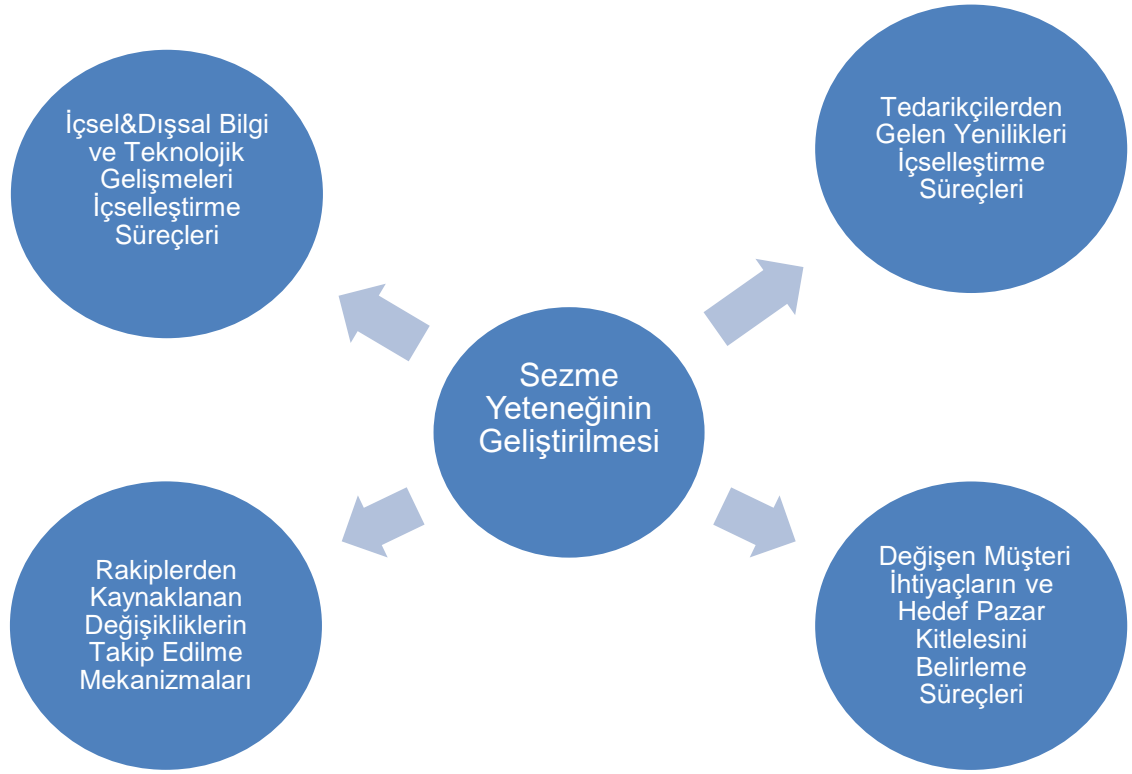 İçsel&Dışsal Bilgi
ve Teknolojik
Gelişmeleri
İçselleştirme
Süreçleri
Tedarikçilerden
Gelen Yenilikleri
İçselleştirme
Süreçleri
Sezme
Yeteneğinin
Geliştirilmesi
Rakiplerden
Kaynaklanan
Değişikliklerin
Takip Edilme
Mekanizmaları
Değişen Müşteri
İhtiyaçların ve
Hedef Pazar
Kitlelesini
Belirleme
Süreçleri